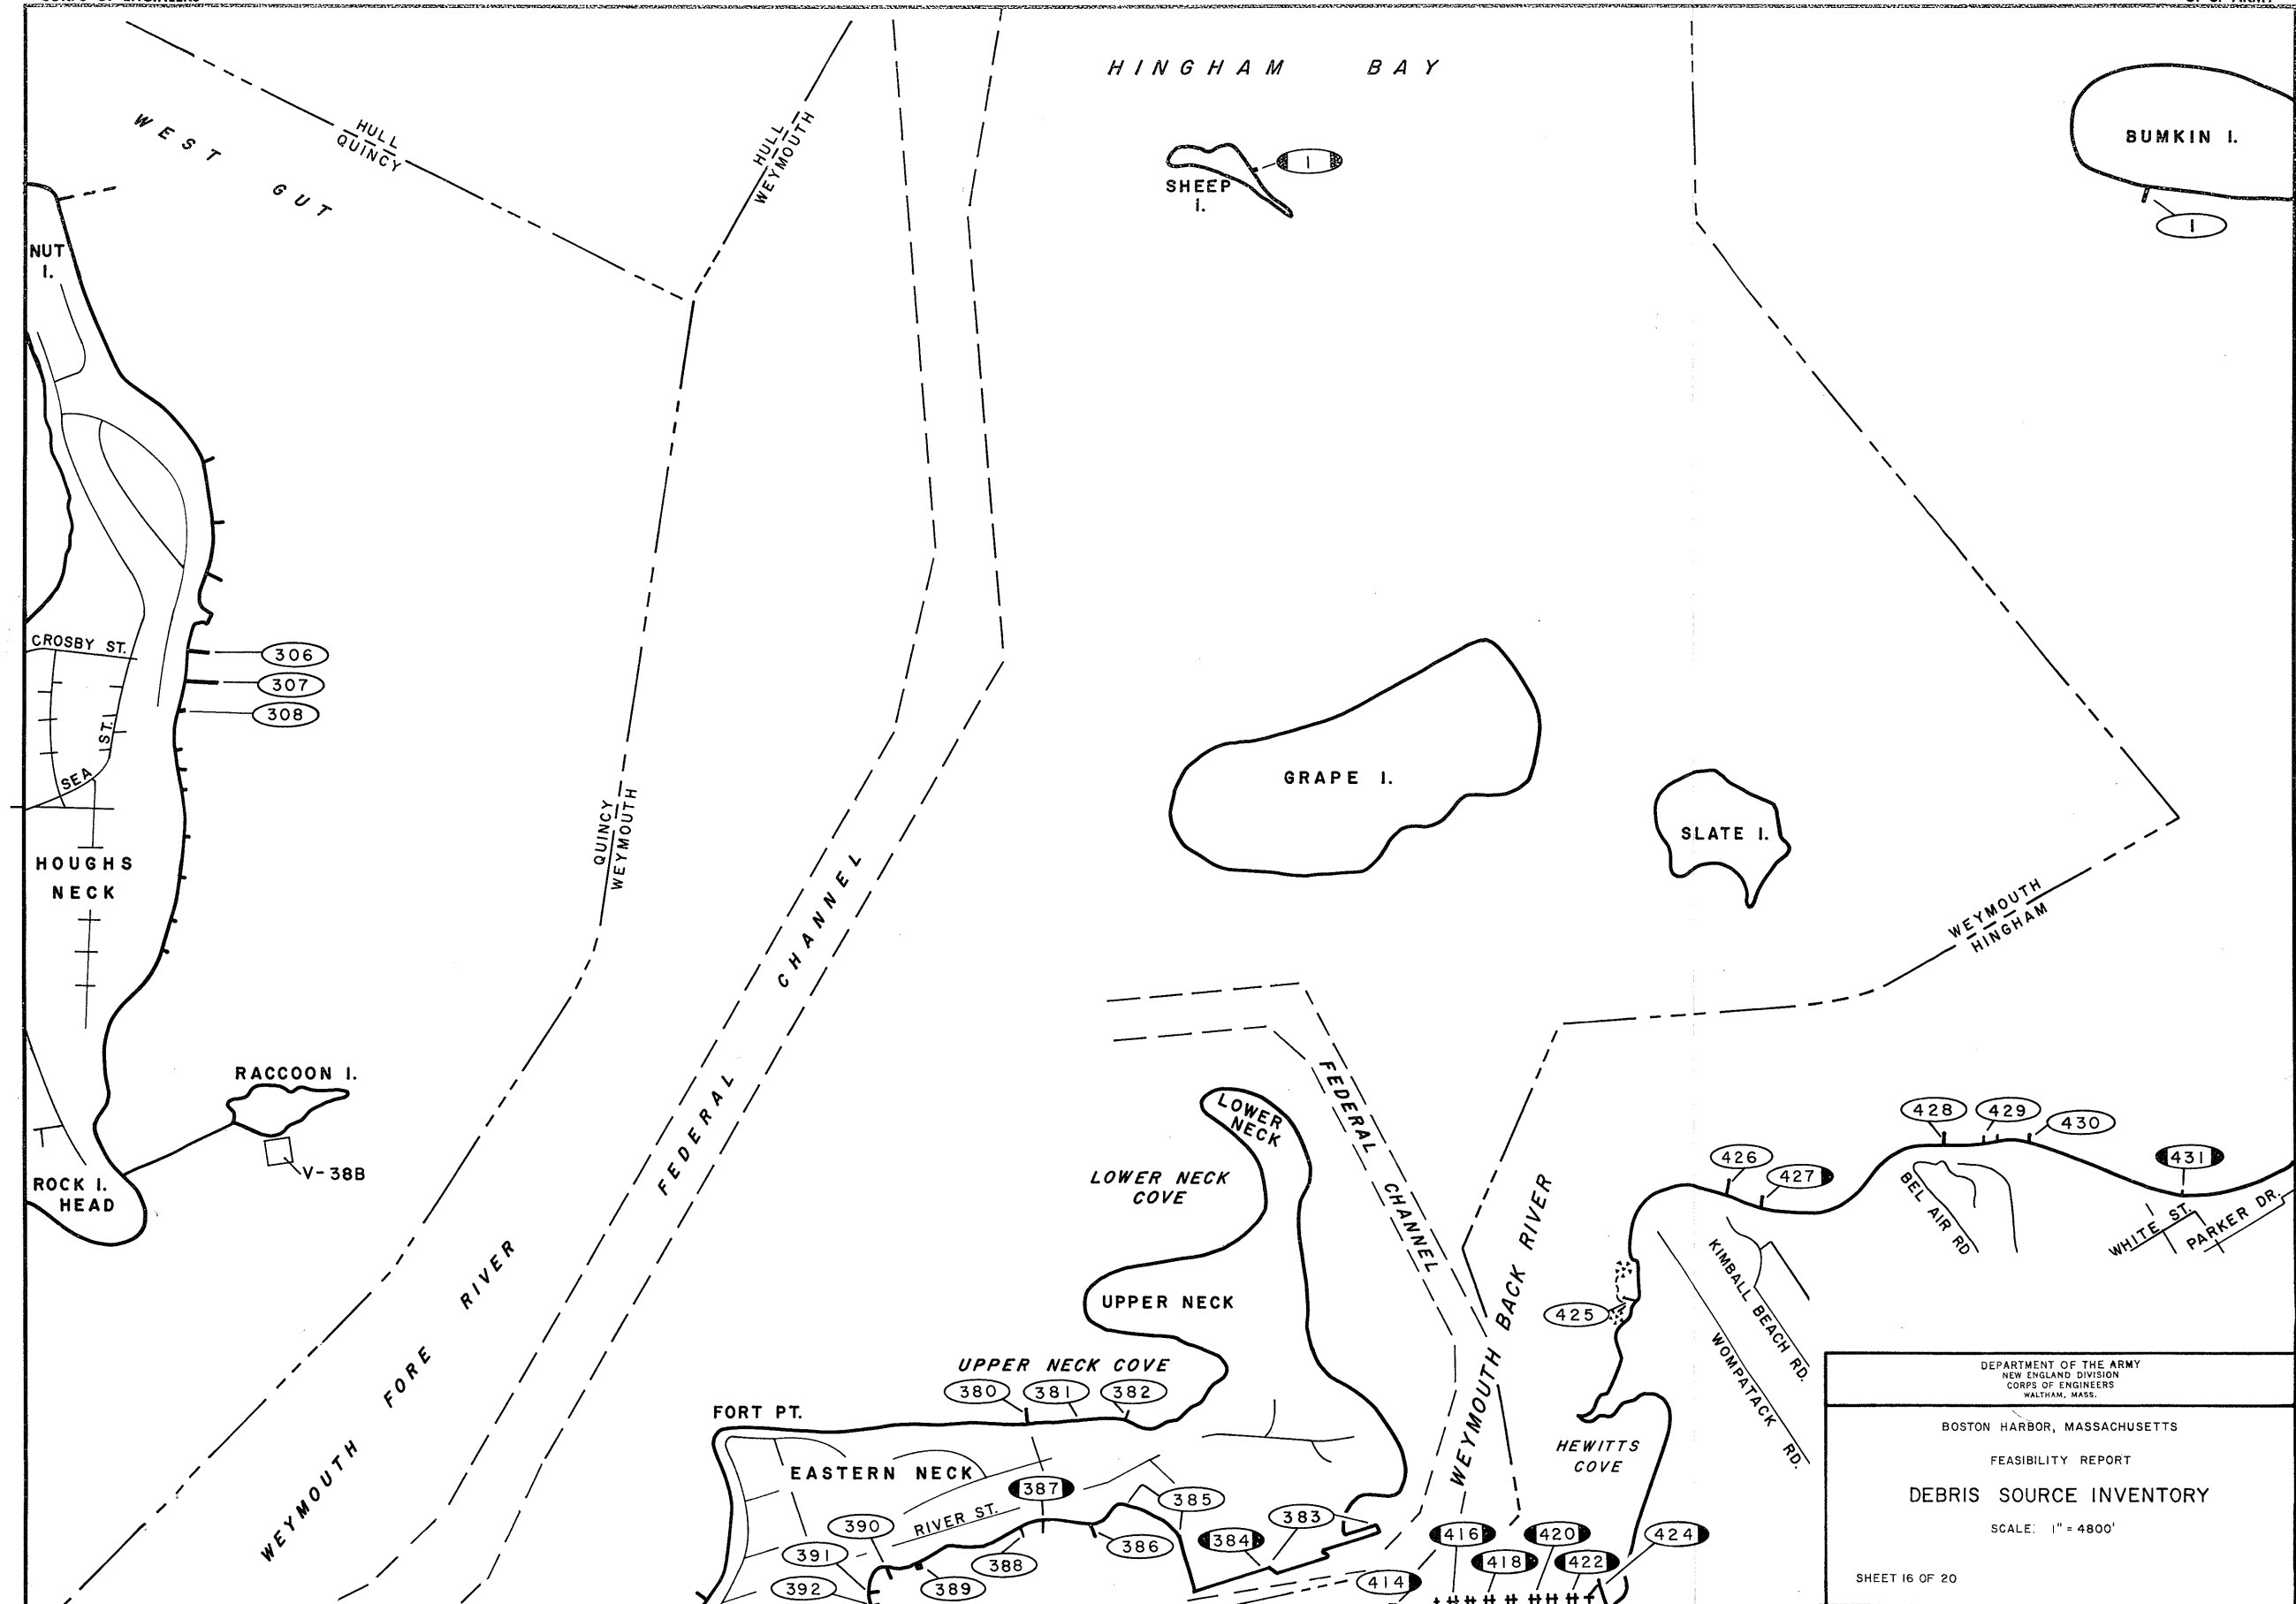 HINGHAM BAY
WEST GUT
HULL
QUINCY
HULL
WEYMOUTH
SHEEP
I.
1
BUMKIN I.
1
NUT
I.
CROSBY ST.
306
307
308
SEA ST.
HOUGHS
NECK
QUINCY
WEYMOUTH
GRAPE I.
SLATE I.
WEYMOUTH
HINGHAM
FEDERAL CHANNEL
RACCOON I.
V-38B
ROCK I.
HEAD
WEYMOUTH FORE RIVER
LOWER
NECK
LOWER NECK
COVE
FEDERAL CHANNEL
UPPER NECK
UPPER NECK COVE
380
381
382
FORT PT.
EASTERN NECK
RIVER ST.
387
385
390
391
392
389
388
386
384
383
WEYMOUTH BACK RIVER
414
416
418
420
422
424
HEWITTS
COVE
425
426
427
428
429
430
431
BEL AIR RD
WHITE ST.
PARKER DR.
KIMBALL BEACH RD.
WOMPATACK RD.
DEPARTMENT OF THE ARMY
NEW ENGLAND DIVISION
CORPS OF ENGINEERS
WALTHAM, MASS.
BOSTON HARBOR, MASSACHUSETTS
FEASIBILITY REPORT
DEBRIS SOURCE INVENTORY
SCALE: 1" = 4800'
SHEET 16 OF 20